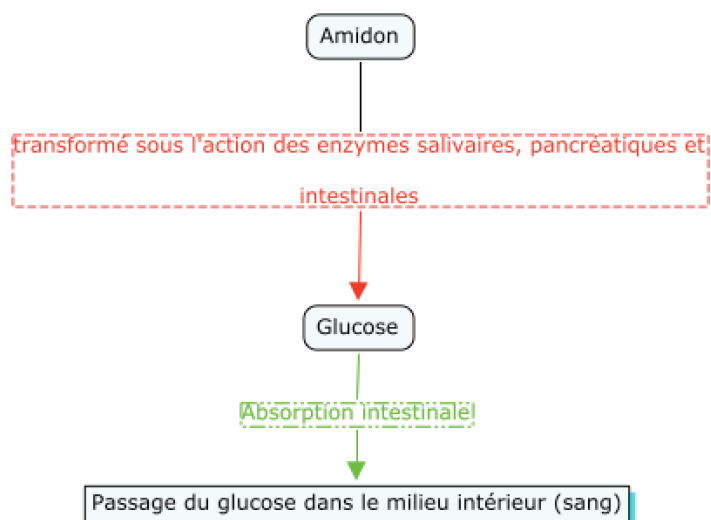 Amidon
transformé sous l'action des enzymes salivaires, pancréatiques et
intestinales
Glucose
Absorption intestinale
Passage du glucose dans le milieu intérieur (sang)